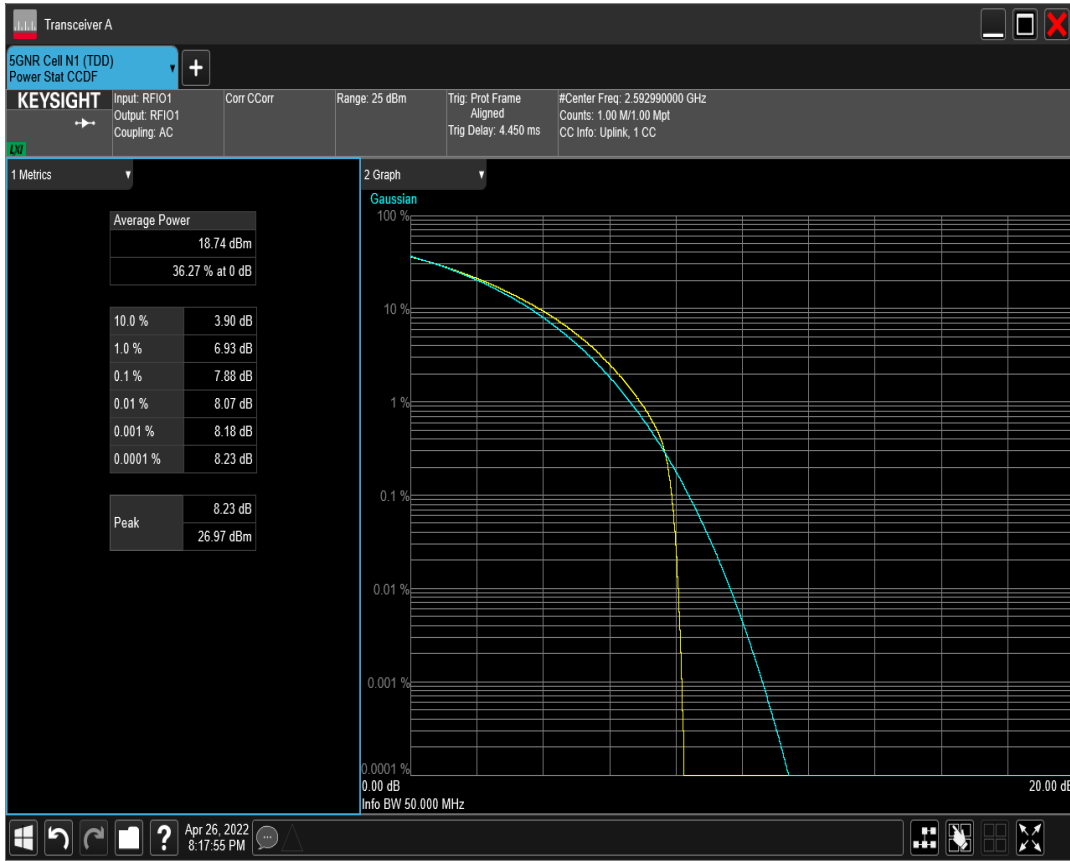 Transceiver A
5GNR Cell N1 (TDD)
Power Stat CCDF
KEYSIGHT
LXI
Input: RFIO1
Output: RFIO1
Coupling: AC
Corr CCorr
Range: 25 dBm
Trig: Prot Frame
Aligned
Trig Delay: 4.450 ms
#Center Freq: 2.592990000 GHz
Counts: 1.00 M/1.00 Mpt
CC Info: Uplink, 1 CC
1 Metrics
Average Power
18.74 dBm
36.27 % at 0 dB
10.0 % 3.90 dB
1.0 % 6.93 dB
0.1 % 7.88 dB
0.01 % 8.07 dB
0.001 % 8.18 dB
0.0001 % 8.23 dB
Peak 8.23 dB
26.97 dBm
2 Graph
Gaussian
100 %
10 %
1 %
0.1 %
0.01 %
0.001 %
0.0001 %
0.00 dB 20.00 dB
Info BW 50.000 MHz
Apr 26, 2022
8:17:55 PM